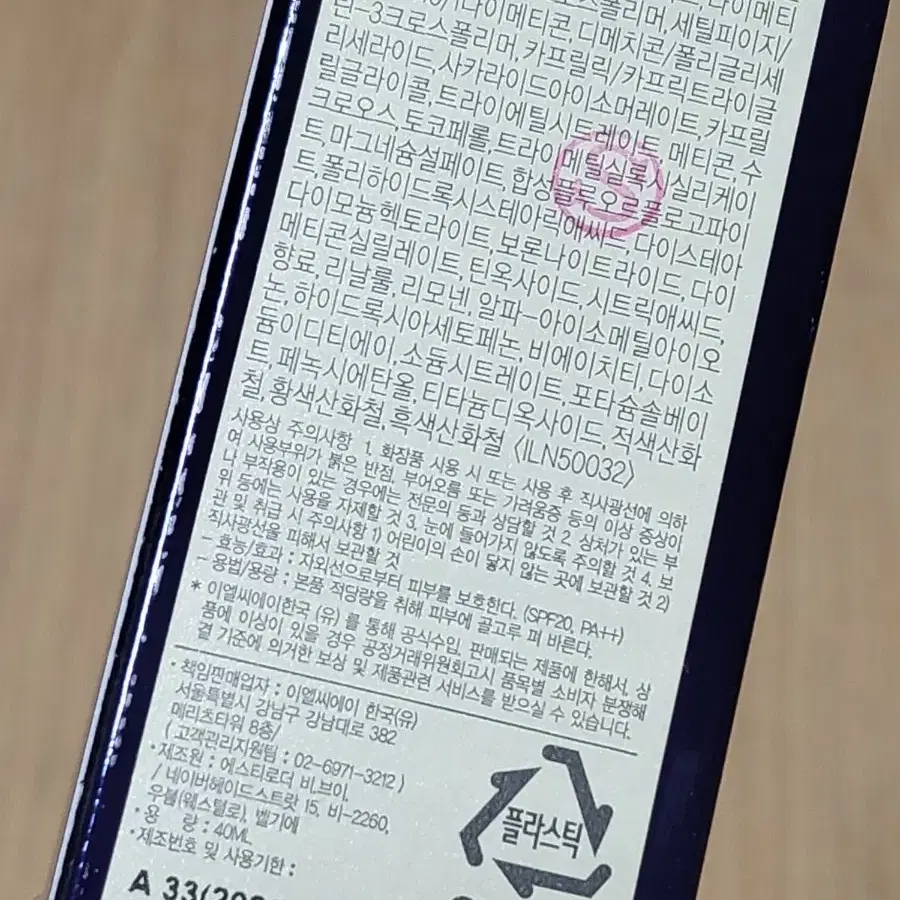 스폴리머, 세틸피이지/
다이메티콘, 디메치콘/폴리글리세
린-3크로스폴리머, 카프릴릭/카프릭트라이글
리세라이드, 사카라이드아이소머레이트, 카프릴
릴글라이콜, 트라이에틸시트레이트, 메티콘, 수
크로오스, 토코페롤, 트라이메틸실록시실리케이
트, 마그네슘설페이트, 합성플루오르플로고파이
트, 폴리하이드록시스테아릭애씨드, 다이스테아
다이모늄헥토라이트, 보론나이트라이드, 다이
메티콘실릴레이트, 틴옥사이드, 시트릭애씨드,
향료, 리날룰, 리모넨, 알파-아이소메틸아이오
논, 하이드록시아세토페논, 비에이치티, 다이소
듐이디티에이, 소듐시트레이트, 포타슘솔베이
트, 페녹시에탄올, 티타늄디옥사이드, 적색산화
철, 황색산화철, 흑색산화철 〈ILN50032〉
사용상 주의사항 1. 화장품 사용 시 또는 사용 후 직사광선에 의하
여 사용부위가 붉은 반점, 부어오름 또는 가려움증 등의 이상 증상이
나 부작용이 있는 경우에는 전문의 등과 상담할 것 2. 상처가 있는 부
위 등에는 사용을 자제할 것 3. 눈에 들어가지 않도록 주의할 것 4. 보
관 및 취급 시 주의사항 1) 어린이의 손이 닿지 않는 곳에 보관할 것 2)
직사광선을 피해서 보관할 것
- 효능/효과 : 자외선으로부터 피부를 보호한다. (SPF20, PA++)
- 용법/용량 : 본품 적당량을 취해 피부에 골고루 펴 바른다.
* 이엘씨에이한국 (유) 를 통해 공식수입, 판매되는 제품에 한해서, 상
품에 이상이 있을 경우 공정거래위원회고시 품목별 소비자 분쟁해
결 기준에 의거한 보상 및 제품관련 서비스를 받으실 수 있습니다.
· 책임판매업자 : 이엘씨에이 한국(유)
서울특별시 강남구 강남대로 382
메리츠타워 8층/
( 고객관리지원팀 : 02-6971-3212 )
· 제조원 : 에스티로더 비.브이.
/ 네이버헤이드스트랏 15, 비-2260,
우블(웨스텔로), 벨기에
· 용 량 : 40ML
· 제조번호 및 사용기한 :
플라스틱
A 33(202